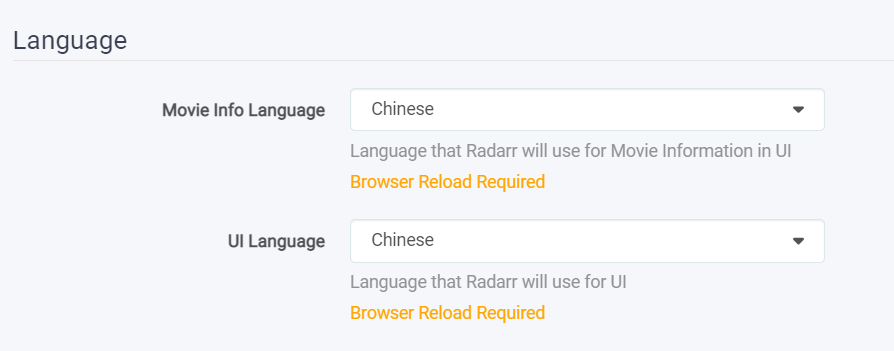 Language
Movie Info Language
Chinese
Language that Radarr will use for Movie Information in UI
Browser Reload Required
UI Language
Chinese
Language that Radarr will use for UI
Browser Reload Required